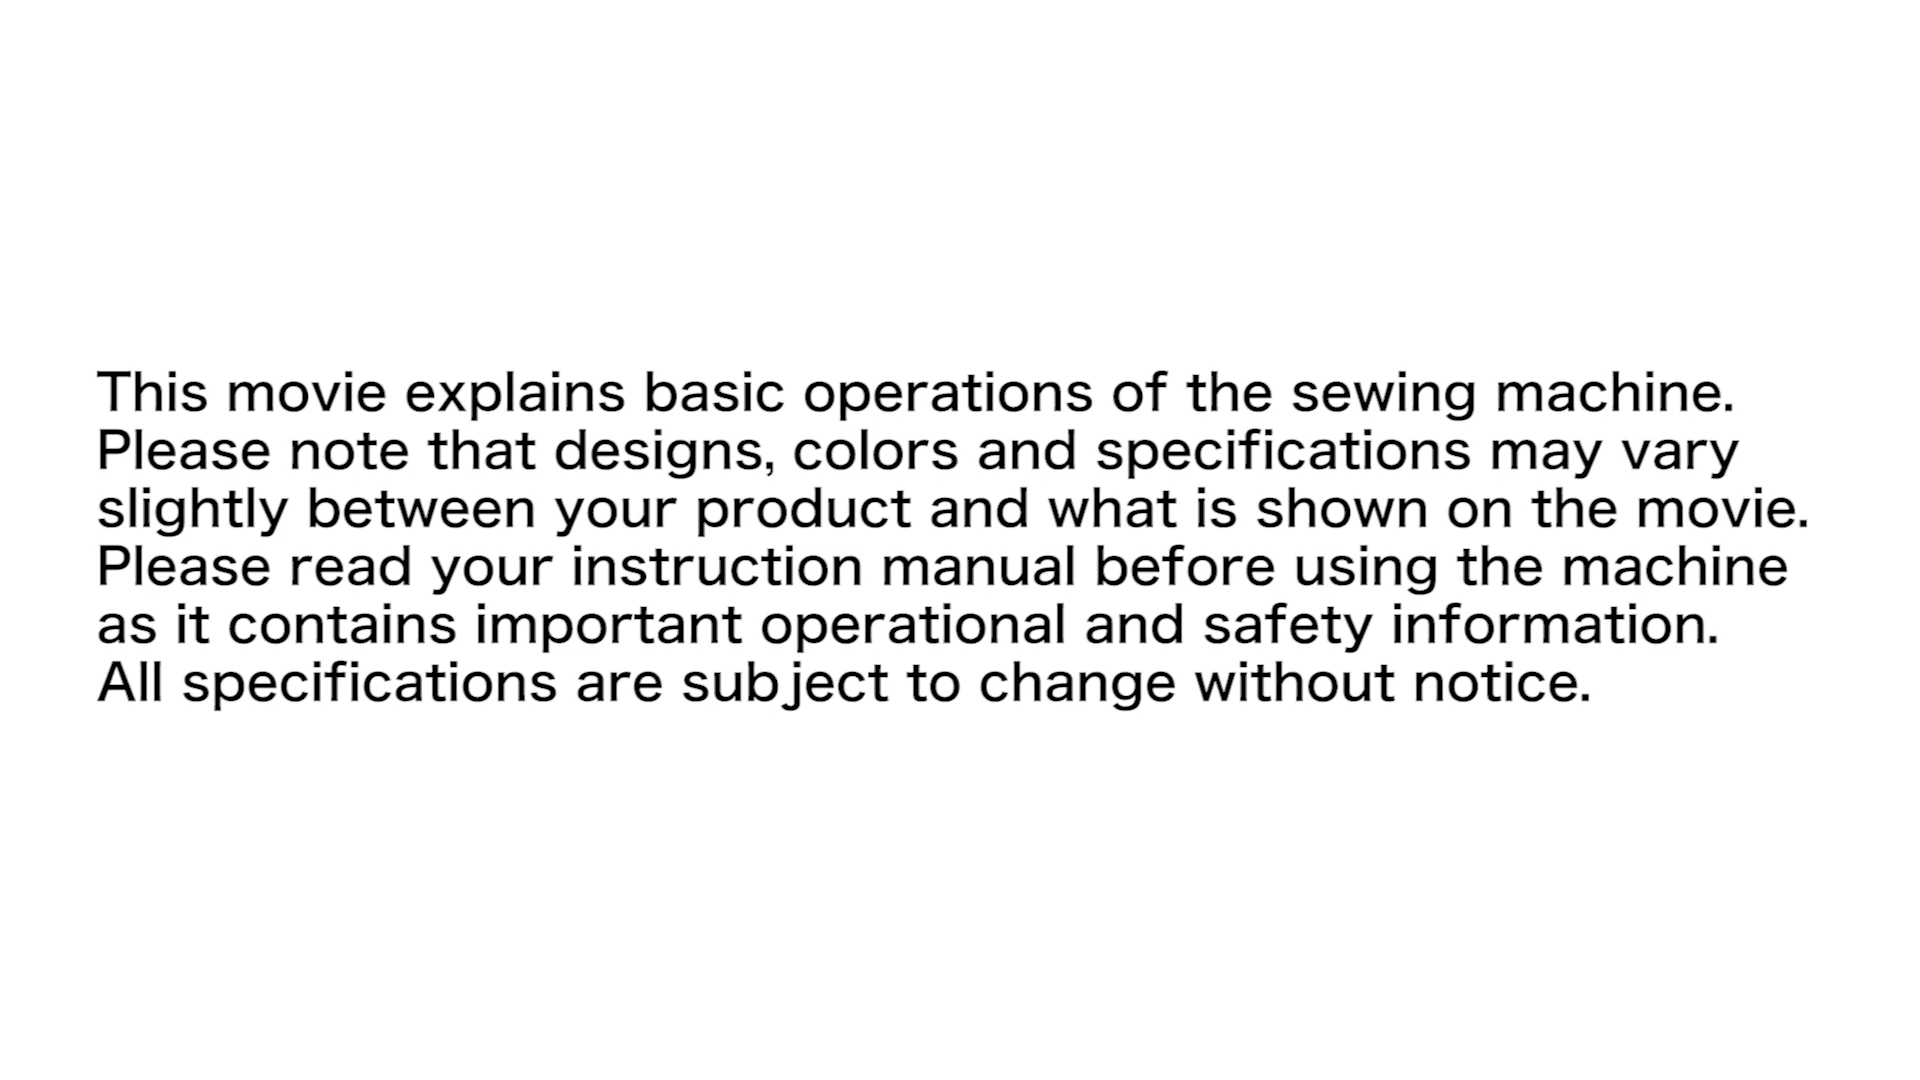 This movie explains basic operations of the sewing machine.
Please note that designs, colors and specifications may vary
slightly between your product and what is shown on the movie.
Please read your instruction manual before using the machine
as it contains important operational and safety information.
All specifications are subject to change without notice.